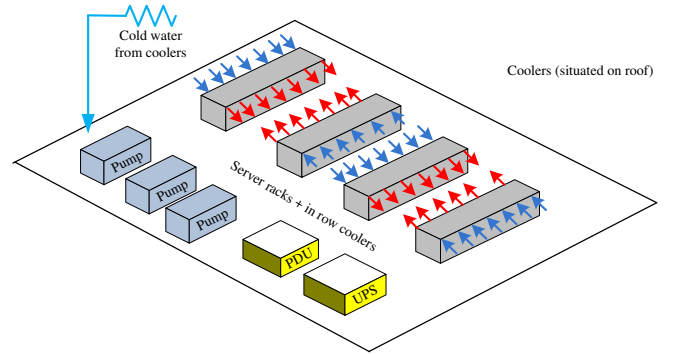 Cold water
from coolers
Coolers (situated on roof)
Pump
Pump
Pump
Server racks + in row coolers
PDU
UPS